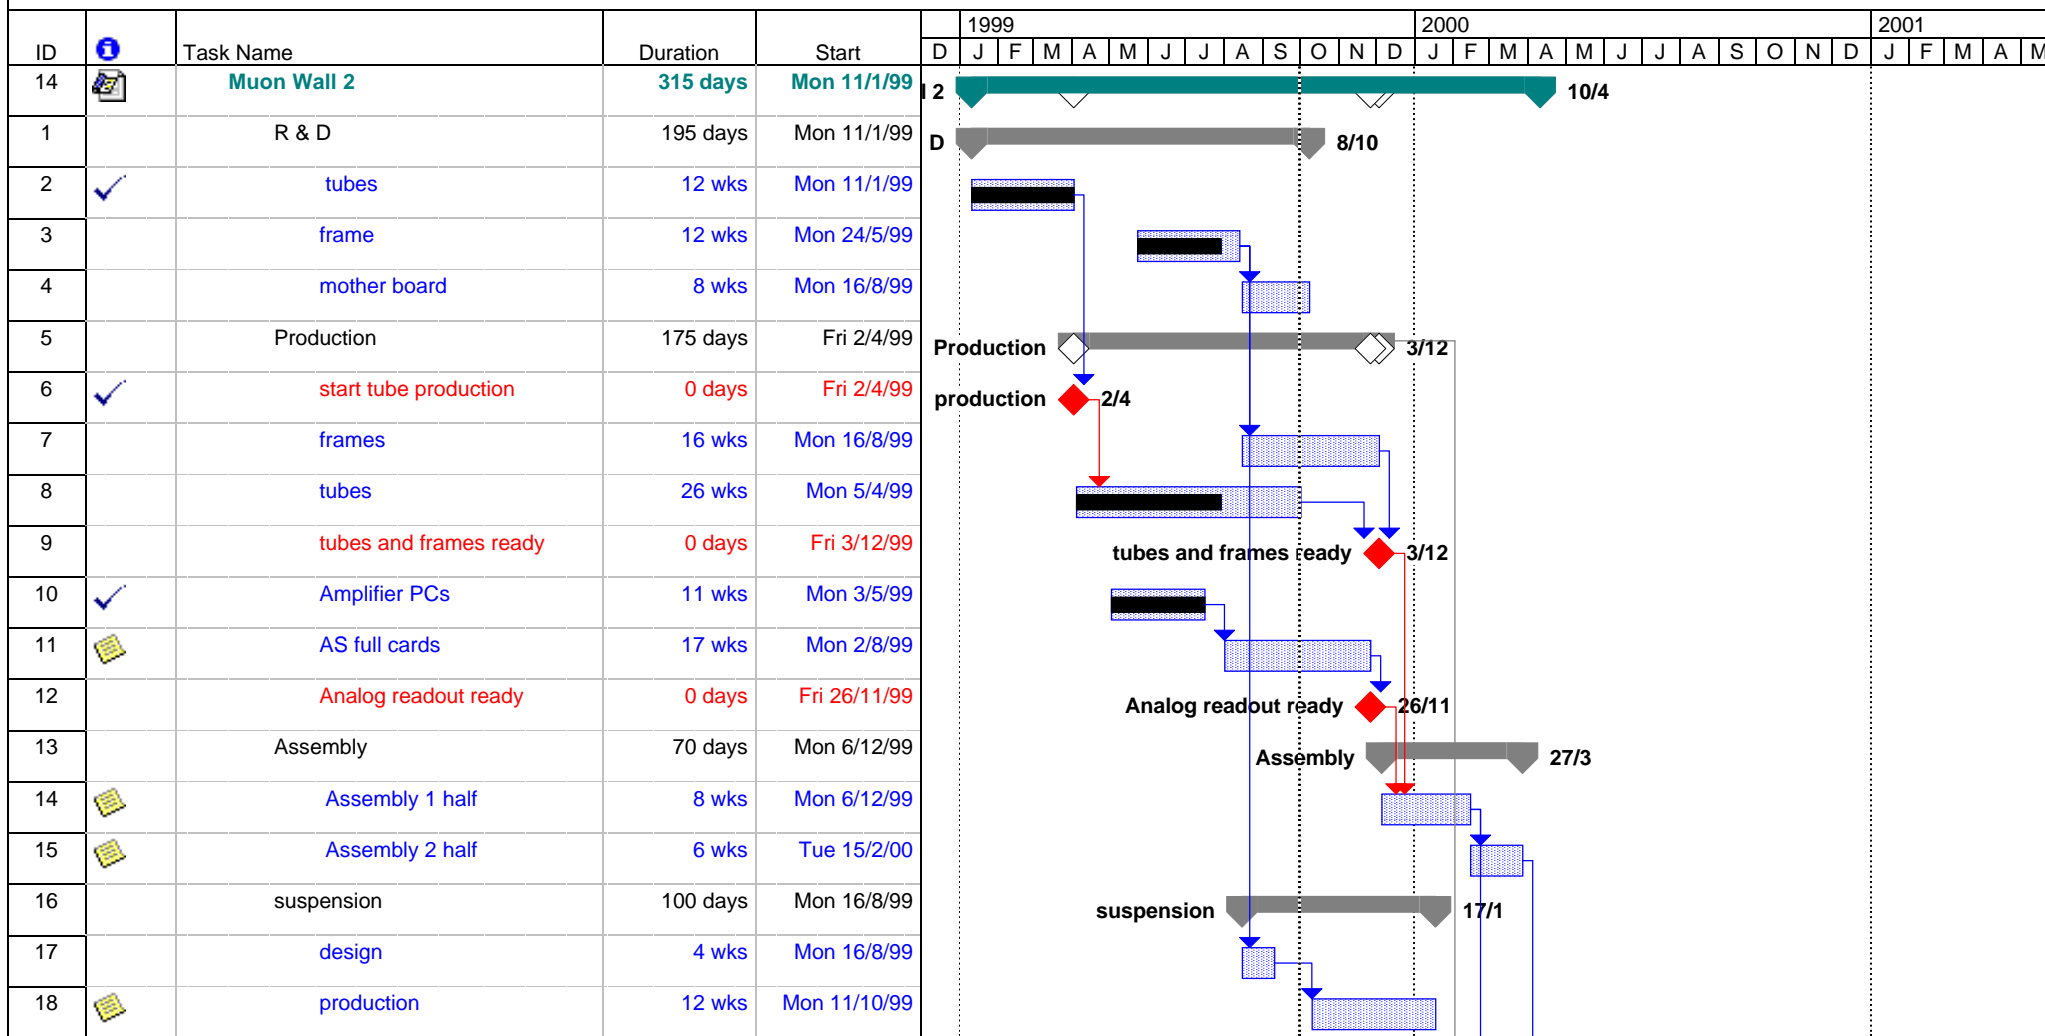 1999 2000 2001
ID Task Name Duration Start D J F M A M J J A S O N D J F M A M J J A S O N D J F M A M
14 Muon Wall 2 315 days Mon 11/1/99 l 2 10/4
1 R & D 195 days Mon 11/1/99 D 8/10
2 tubes 12 wks Mon 11/1/99
3 frame 12 wks Mon 24/5/99
4 mother board 8 wks Mon 16/8/99
5 Production 175 days Fri 2/4/99 Production 3/12
6 start tube production 0 days Fri 2/4/99 production 2/4
7 frames 16 wks Mon 16/8/99
8 tubes 26 wks Mon 5/4/99
9 tubes and frames ready 0 days Fri 3/12/99 tubes and frames ready 3/12
10 Amplifier PCs 11 wks Mon 3/5/99
11 AS full cards 17 wks Mon 2/8/99
12 Analog readout ready 0 days Fri 26/11/99 Analog readout ready 26/11
13 Assembly 70 days Mon 6/12/99 Assembly 27/3
14 Assembly 1 half 8 wks Mon 6/12/99
15 Assembly 2 half 6 wks Tue 15/2/00
16 suspension 100 days Mon 16/8/99 suspension 17/1
17 design 4 wks Mon 16/8/99
18 production 12 wks Mon 11/10/99